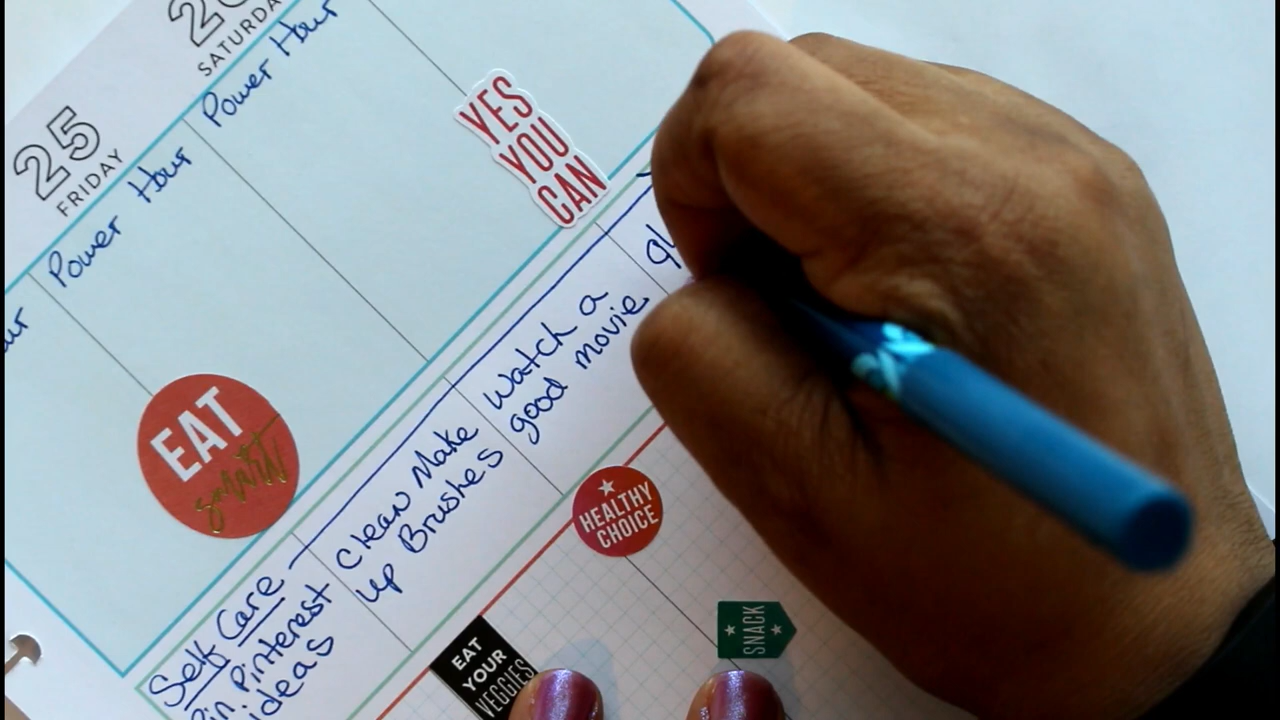 25
FRIDAY
SATURDAY
Power Hour
Power Hour
YES
YOU
CAN
EAT
smart
Self Care
Pin Pinterest
ideas
Clean Make
up Brushes
Watch a
good movie
HEALTHY
CHOICE
EAT
YOUR
VEGGIES
SNACK